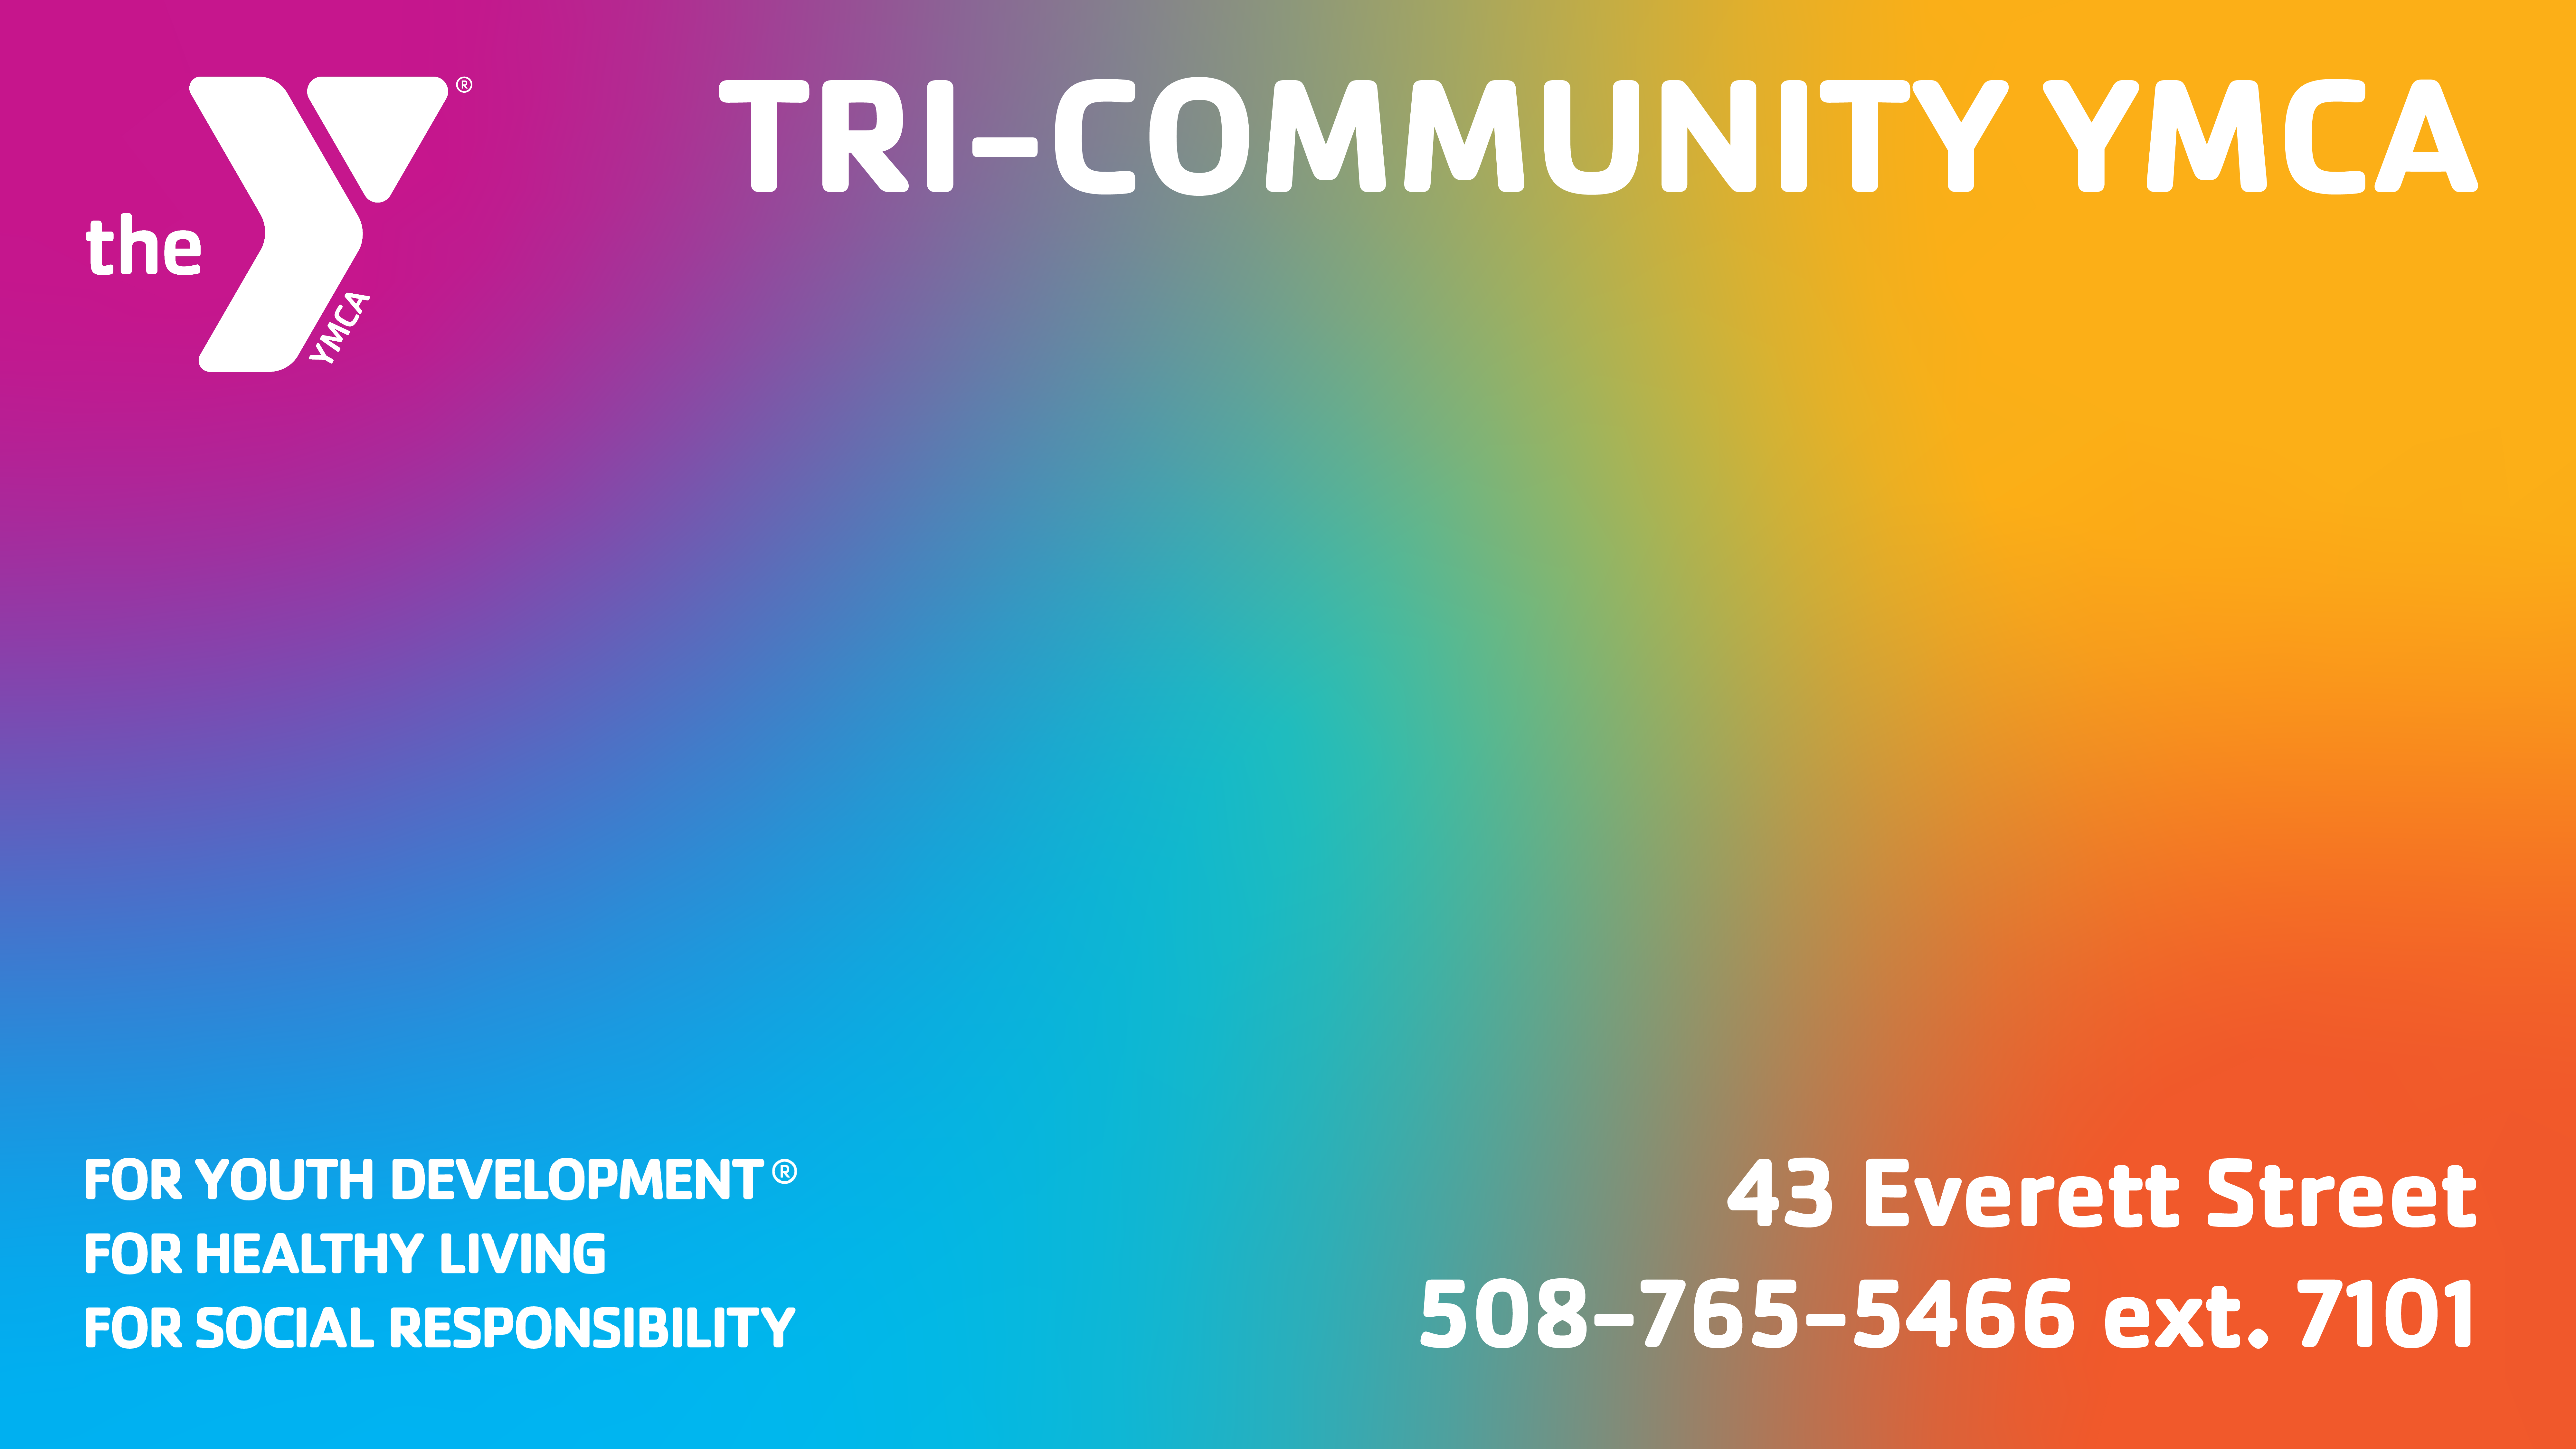 the
YMCA
®
TRI-COMMUNITY YMCA
FOR YOUTH DEVELOPMENT®
FOR HEALTHY LIVING
FOR SOCIAL RESPONSIBILITY
43 Everett Street
508-765-5466 ext. 7101